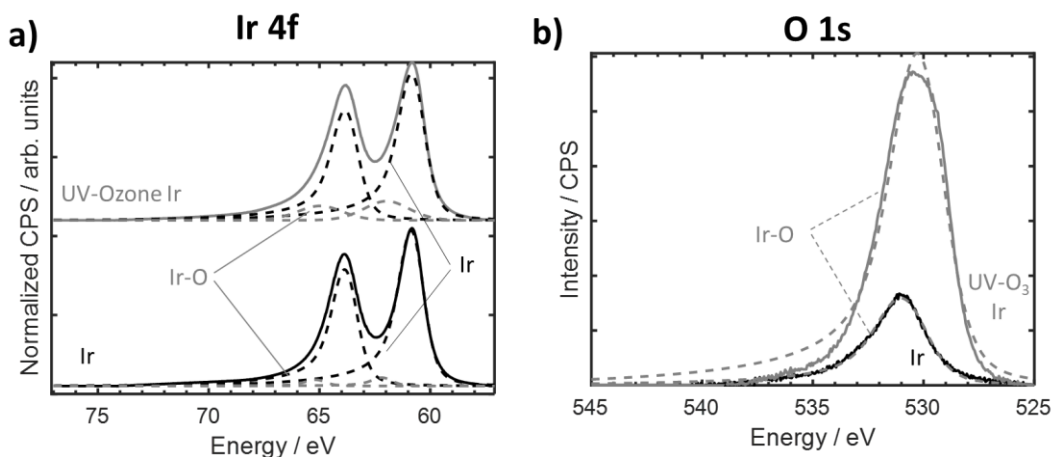 a)
Ir 4f
Normalized CPS / arb. units
UV-Ozone Ir
Ir-O
Ir
Ir
75
70
65
60
Energy / eV
b)
O 1s
Intensity / CPS
Ir-O
UV-O₃
Ir
Ir
545
540
535
530
525
Energy / eV